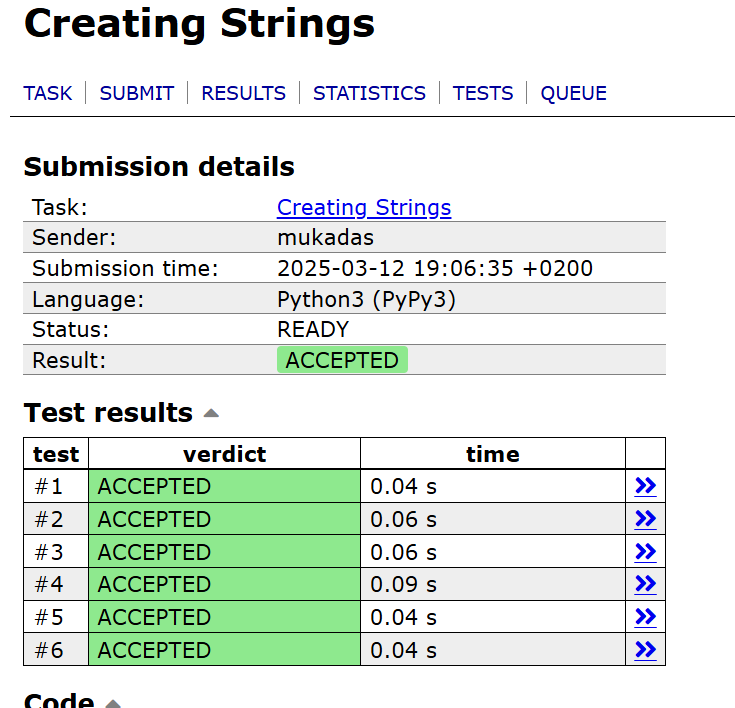 Creating Strings
TASK | SUBMIT | RESULTS | STATISTICS | TESTS | QUEUE
Submission details
Task: Creating Strings
Sender: mukadas
Submission time: 2025-03-12 19:06:35 +0200
Language: Python3 (PyPy3)
Status: READY
Result: ACCEPTED
Test results
test verdict time
#1 ACCEPTED 0.04 s »
#2 ACCEPTED 0.06 s »
#3 ACCEPTED 0.06 s »
#4 ACCEPTED 0.09 s »
#5 ACCEPTED 0.04 s »
#6 ACCEPTED 0.04 s »
Code